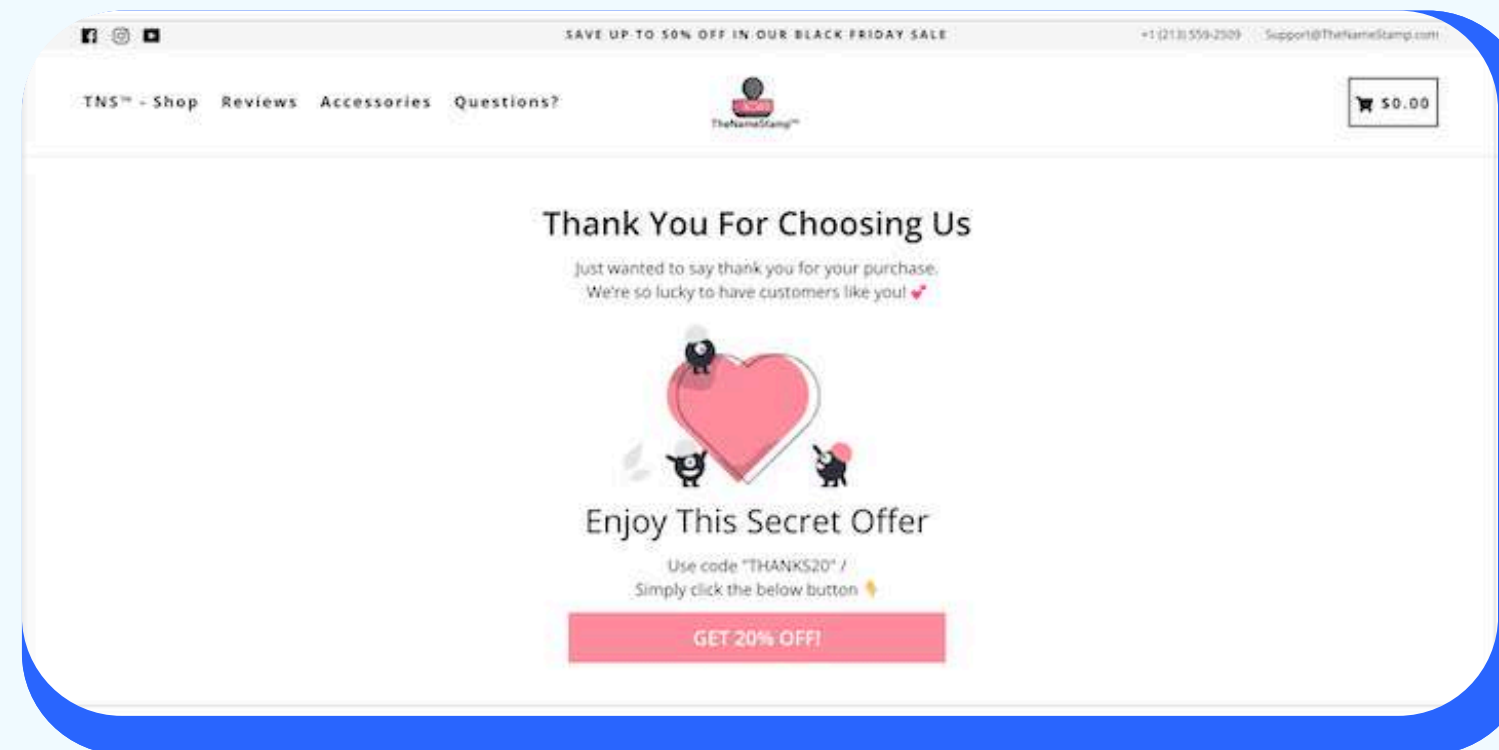 SAVE UP TO 50% OFF IN OUR BLACK FRIDAY SALE
+1 (213) 559-2509 Support@TheNameStamp.com
TNS™ - Shop Reviews Accessories Questions?
TheNameStamp™
$0.00
Thank You For Choosing Us
Just wanted to say thank you for your purchase.
We're so lucky to have customers like you! 💕
Enjoy This Secret Offer
Use code "THANKS20" /
Simply click the below button 👇
GET 20% OFF!